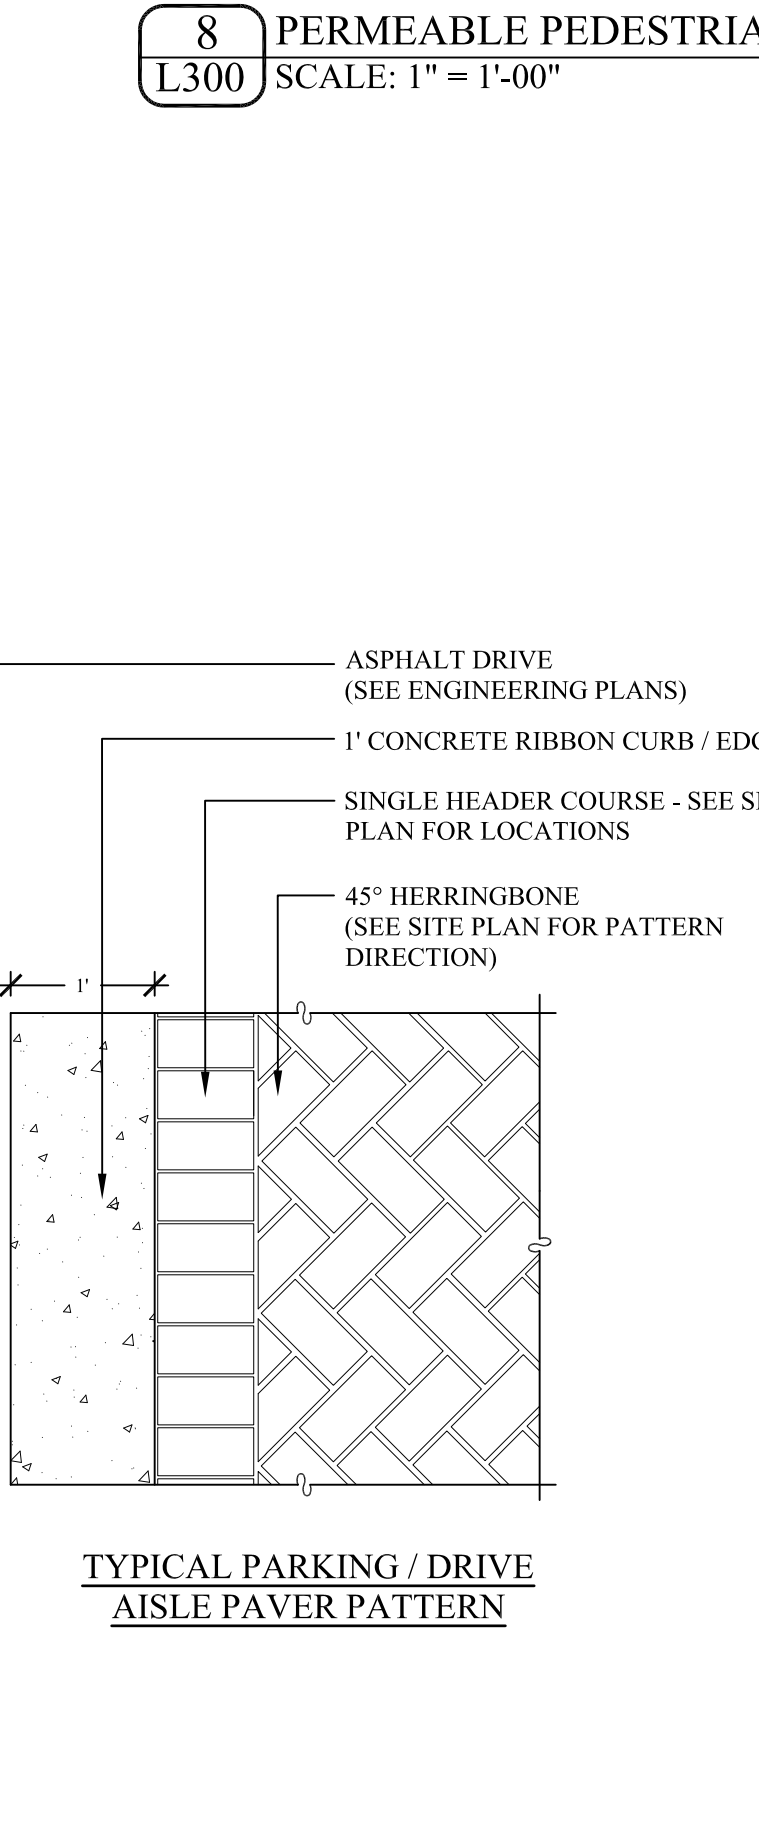 8 PERMEABLE PEDESTRIA
L300 SCALE: 1" = 1'-00"
ASPHALT DRIVE
(SEE ENGINEERING PLANS)
1' CONCRETE RIBBON CURB /
SINGLE HEADER COURSE - SEE
PLAN FOR LOCATIONS
45° HERRINGBONE
(SEE SITE PLAN FOR PATTERN
DIRECTION)
1'
TYPICAL PARKING / DRIVE
AISLE PAVER PATTERN